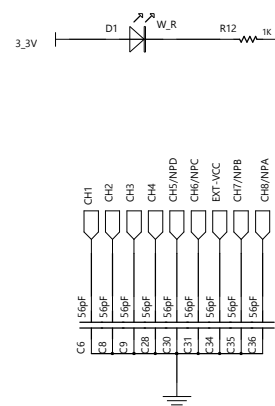 D1 W_R R12
3_3V 1K
CH1 CH2 CH3 CH4 CH5/NPD CH6/NPC EXT-VCC CH7/NPB CH8/NPA
56pF 56pF 56pF 56pF 56pF 56pF 56pF 56pF 56pF
C6 C8 C9 C28 C30 C31 C34 C35 C36